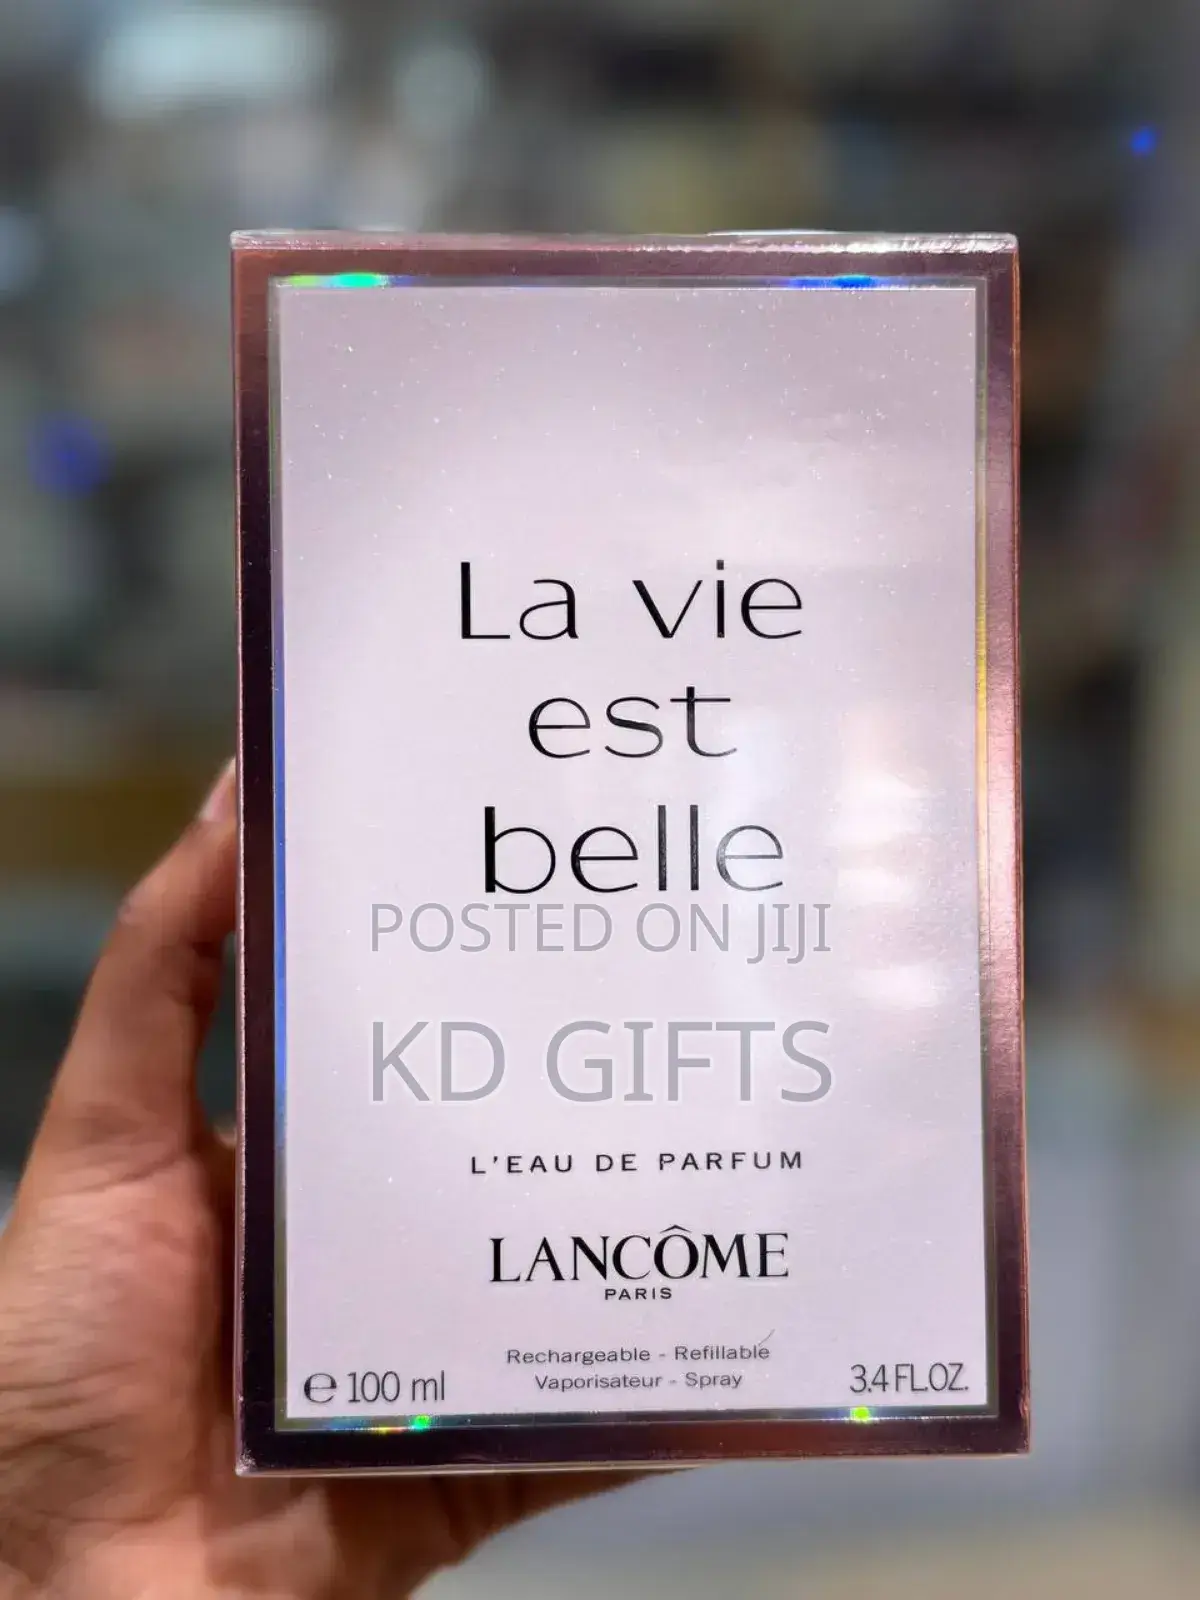 La vie
est
belle
POSTED ON JIJI
KD GIFTS
L'EAU DE PARFUM
LANCÔME
PARIS
Rechargeable - Refillable
Vaporisateur - Spray
e 100 ml
3.4 FL.OZ.